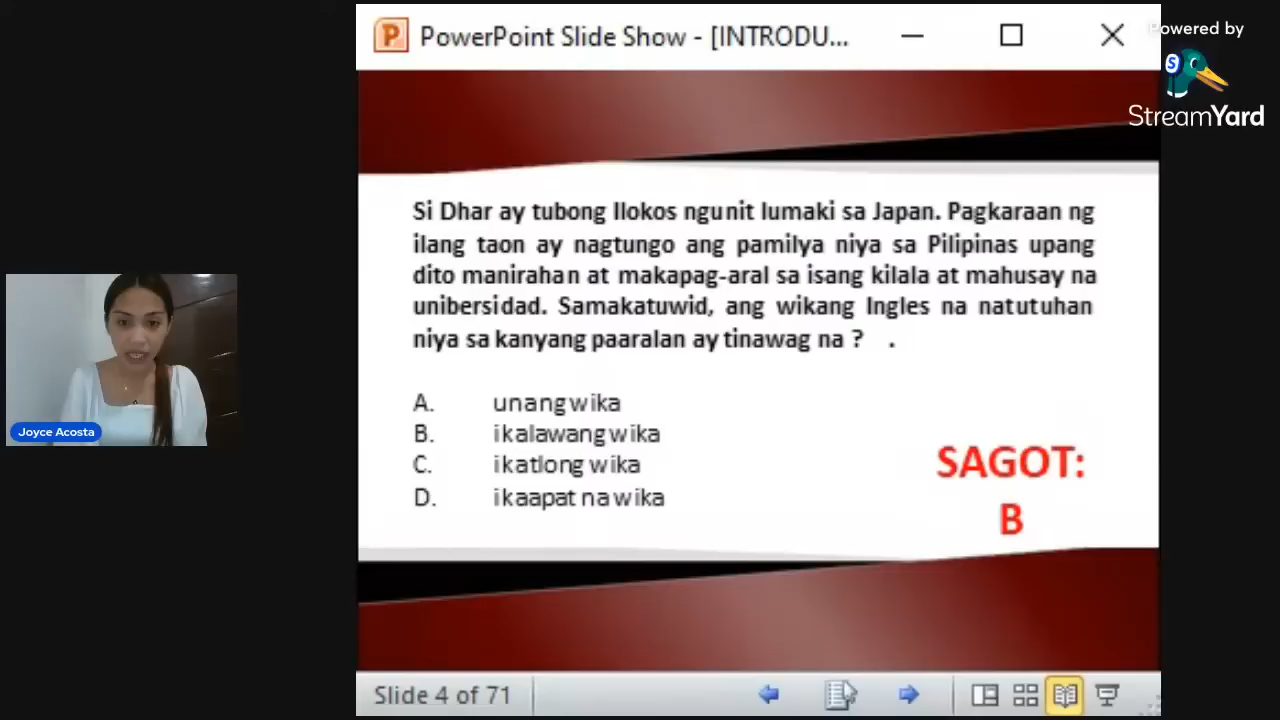 PowerPoint Slide Show - [INTRODU...
Powered by
StreamYard
Si Dhar ay tubong Ilokos ngunit lumaki sa Japan. Pagkaraan ng
ilang taon ay nagtungo ang pamilya niya sa Pilipinas upang
dito manirahan at makapag-aral sa isang kilala at mahusay na
unibersidad. Samakatuwid, ang wikang Ingles na natutuhan
niya sa kanyang paaralan ay tinawag na ? .
A. unang wika
B. ikalawang wika
C. ikatlong wika
D. ikaapat na wika
SAGOT:
B
Joyce Acosta
Slide 4 of 71